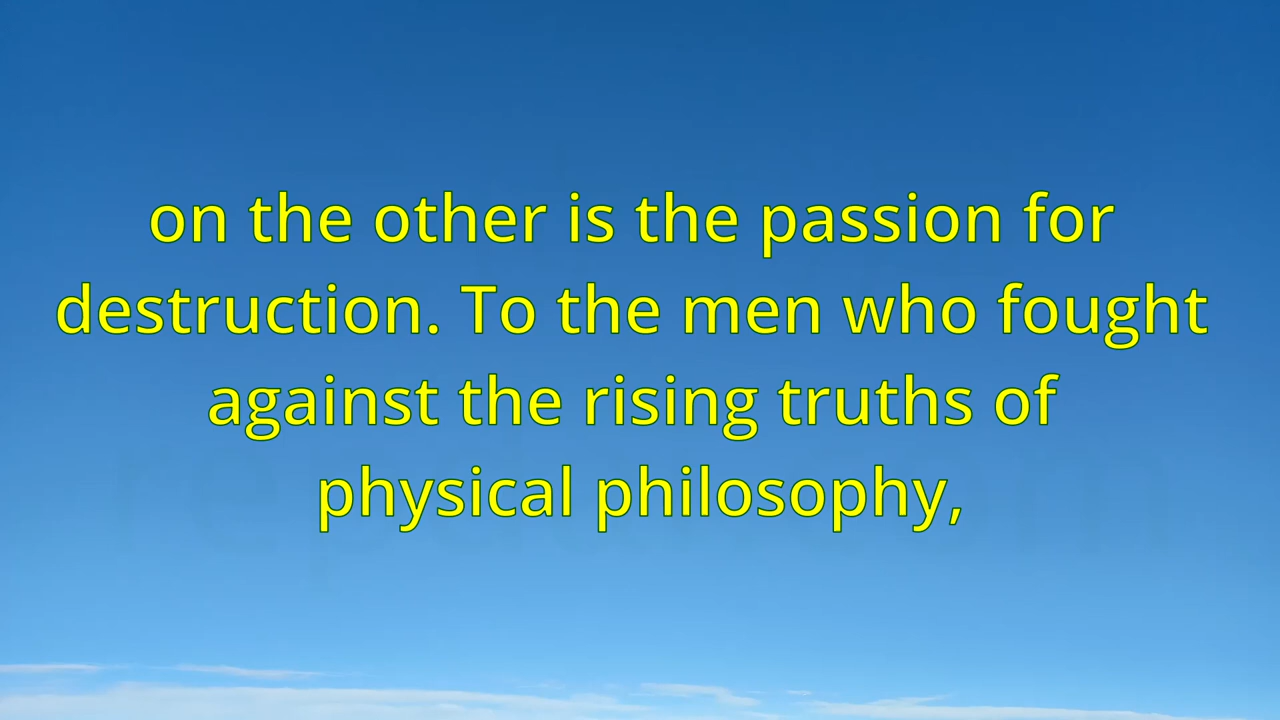 on the other is the passion for
destruction. To the men who fought
against the rising truths of
physical philosophy,